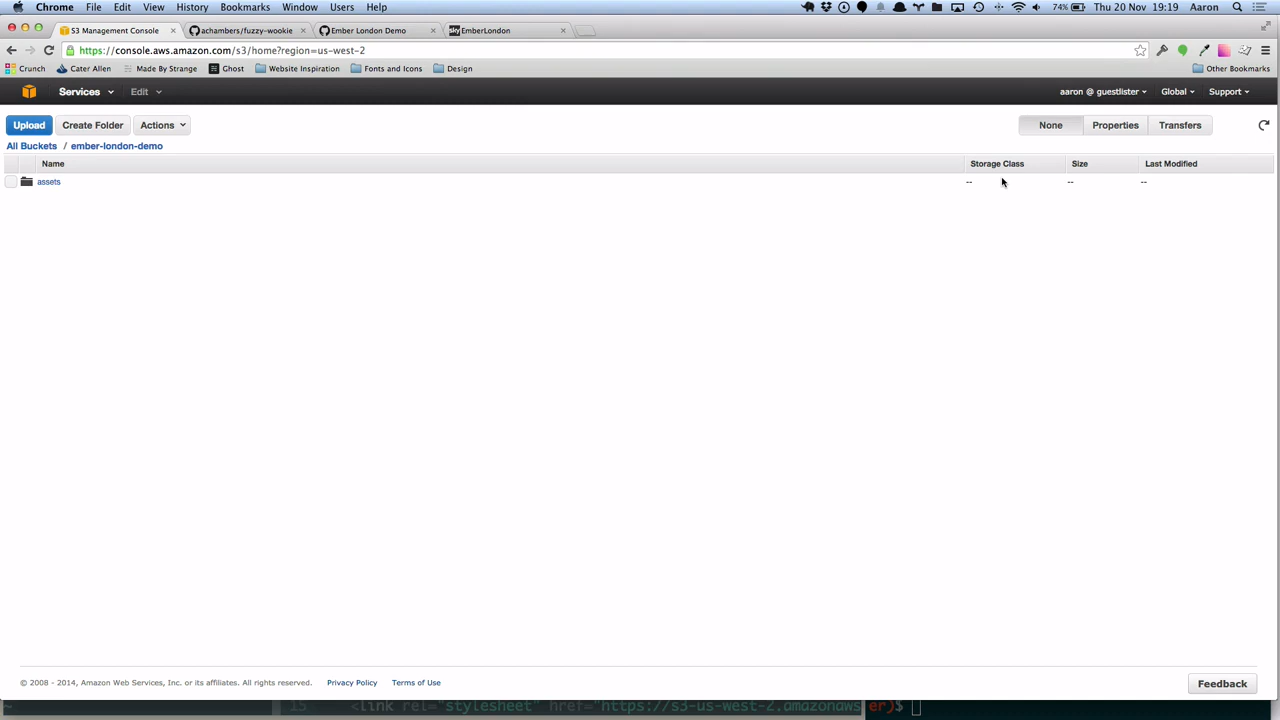 Chrome File Edit View History Bookmarks Window Users Help 74% Thu 20 Nov 19:19 Aaron
S3 Management Console achambers/fuzzy-wookie Ember London Demo sky EmberLondon
https://console.aws.amazon.com/s3/home?region=us-west-2
Crunch Cater Allen Made By Strange Ghost Website Inspiration Fonts and Icons Design Other Bookmarks
Services Edit aaron @ guestlister Global Support
Upload Create Folder Actions None Properties Transfers
All Buckets / ember-london-demo
Name Storage Class Size Last Modified
assets -- -- --
© 2008 - 2014, Amazon Web Services, Inc. or its affiliates. All rights reserved. Privacy Policy Terms of Use Feedback
~ 15 <link rel="stylesheet" href="https://s3-us-west-2.amazonaws er)$